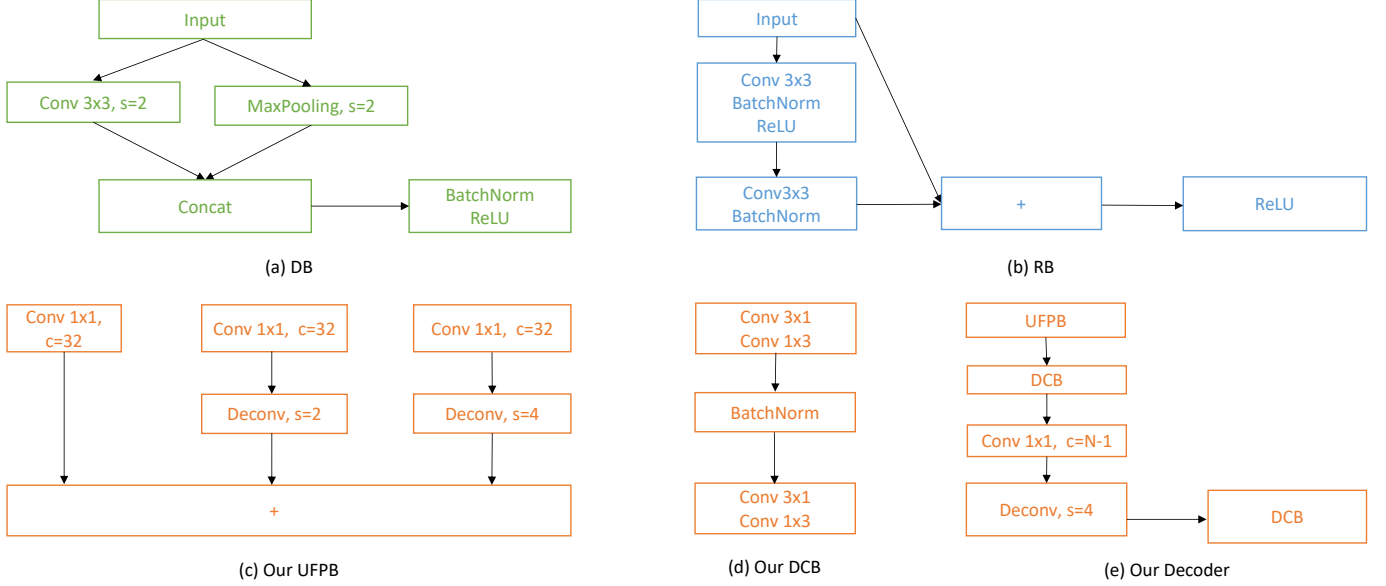 Input
Conv 3x3, s=2
MaxPooling, s=2
Concat
BatchNorm
ReLU
(a) DB
Input
Conv 3x3
BatchNorm
ReLU
Conv3x3
BatchNorm
+
ReLU
(b) RB
Conv 1x1,
c=32
Conv 1x1, c=32
Conv 1x1, c=32
Deconv, s=2
Deconv, s=4
+
(c) Our UFPB
Conv 3x1
Conv 1x3
BatchNorm
Conv 3x1
Conv 1x3
(d) Our DCB
UFPB
DCB
Conv 1x1, c=N-1
Deconv, s=4
DCB
(e) Our Decoder